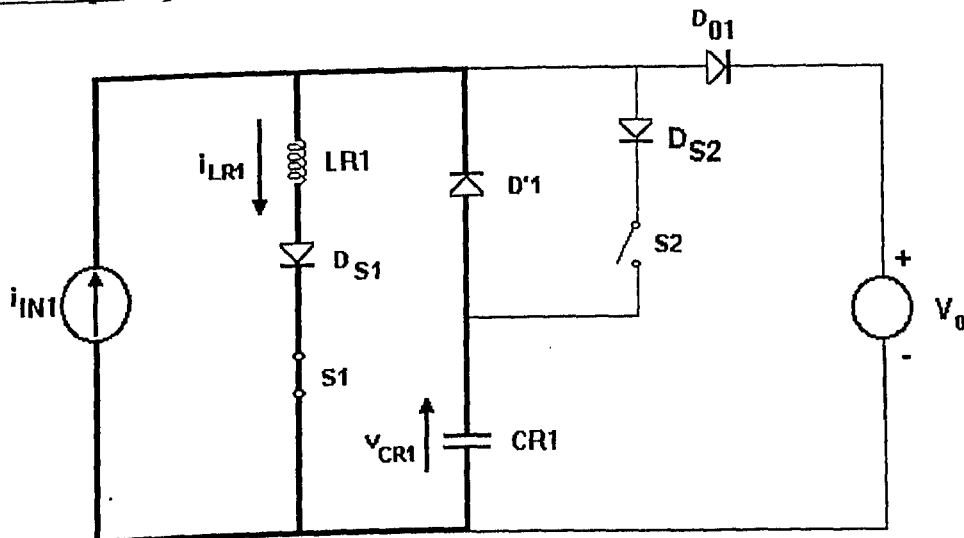 D01
iLR1
LR1
D'1
DS2
S2
DS1
iIN1
+
V0
-
S1
vCR1
CR1